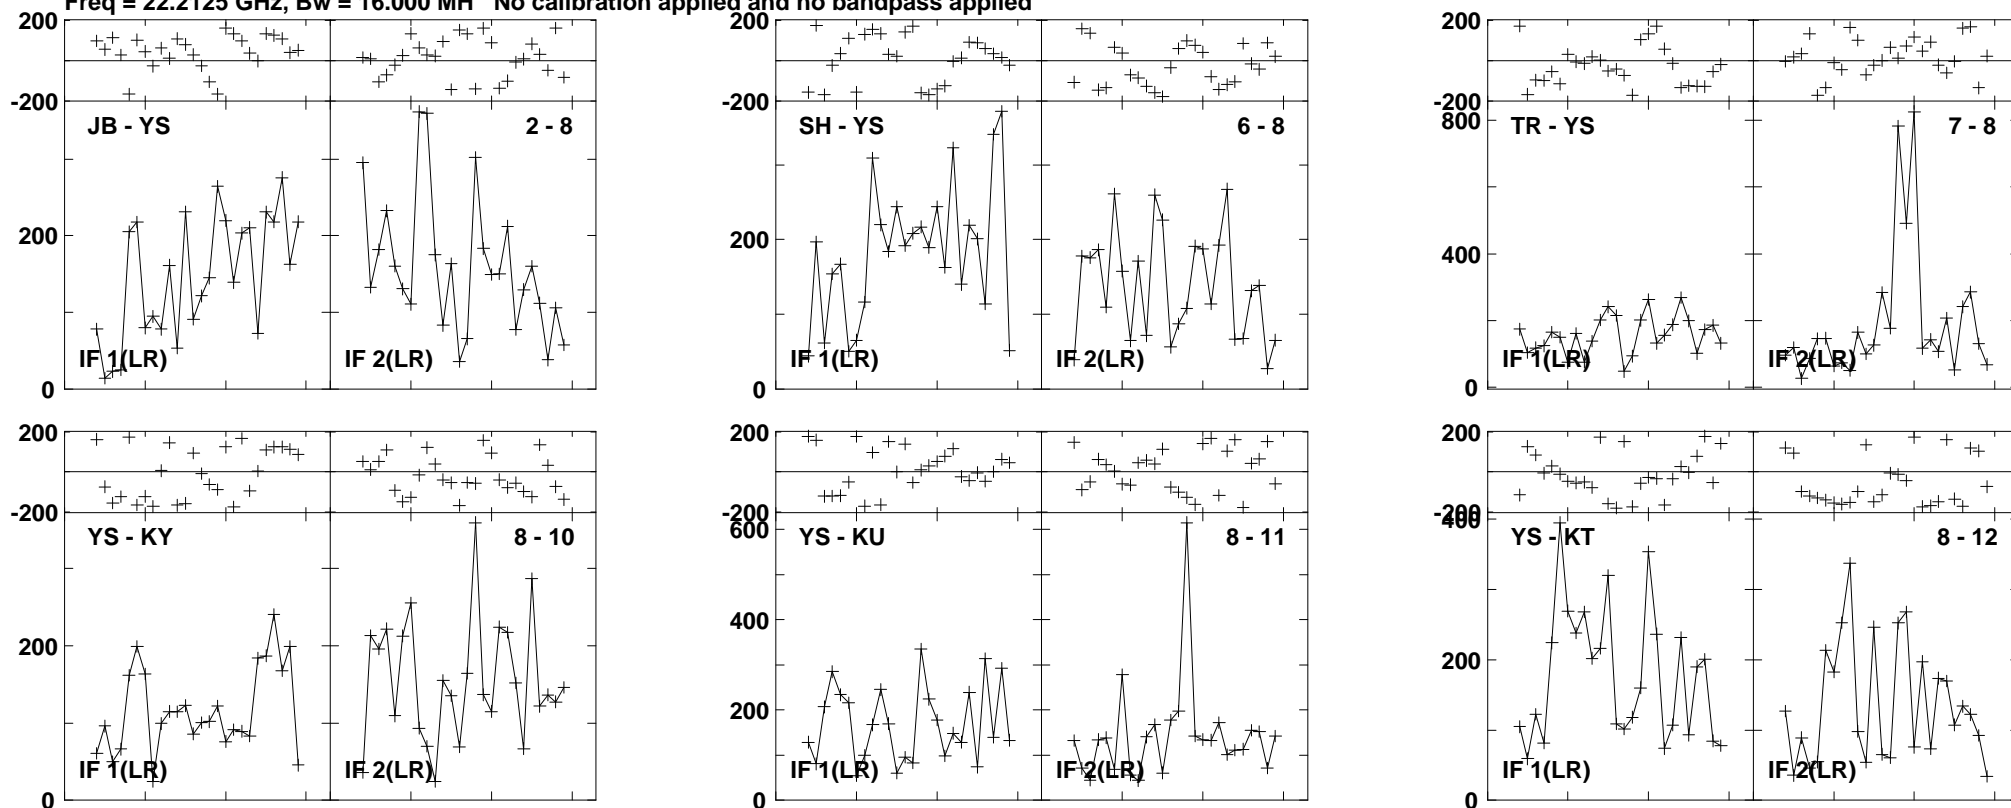 Freq = 22.2125 GHz, Bw = 16.000 MH No calibration applied and no bandpass applied
200
-200
JB - YS
2 - 8
200
IF 1(LR)
IF 2(LR)
0
200
-200
SH - YS
6 - 8
200
IF 1(LR)
IF 2(LR)
0
200
-200
800
TR - YS
7 - 8
400
IF 1(LR)
IF 2(LR)
0
200
-200
YS - KY
8 - 10
200
IF 1(LR)
IF 2(LR)
0
200
-200
600
YS - KU
8 - 11
400
200
IF 1(LR)
IF 2(LR)
0
200
-200
400
YS - KT
8 - 12
200
IF 1(LR)
IF 2(LR)
0